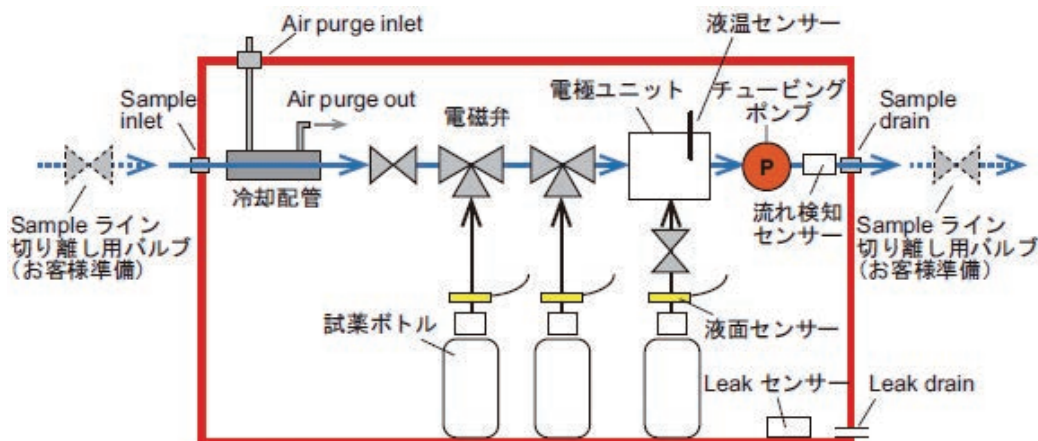 Air purge inlet
液温センサー
Sample
inlet
Air purge out
電磁弁
電極ユニット
チュービング
ポンプ
Sample
drain
P
冷却配管
Sample ライン
切り離し用バルブ
(お客様準備)
流れ検知
センサー
Sample ライン
切り離し用バルブ
(お客様準備)
試薬ボトル
液面センサー
Leak センサー
Leak drain